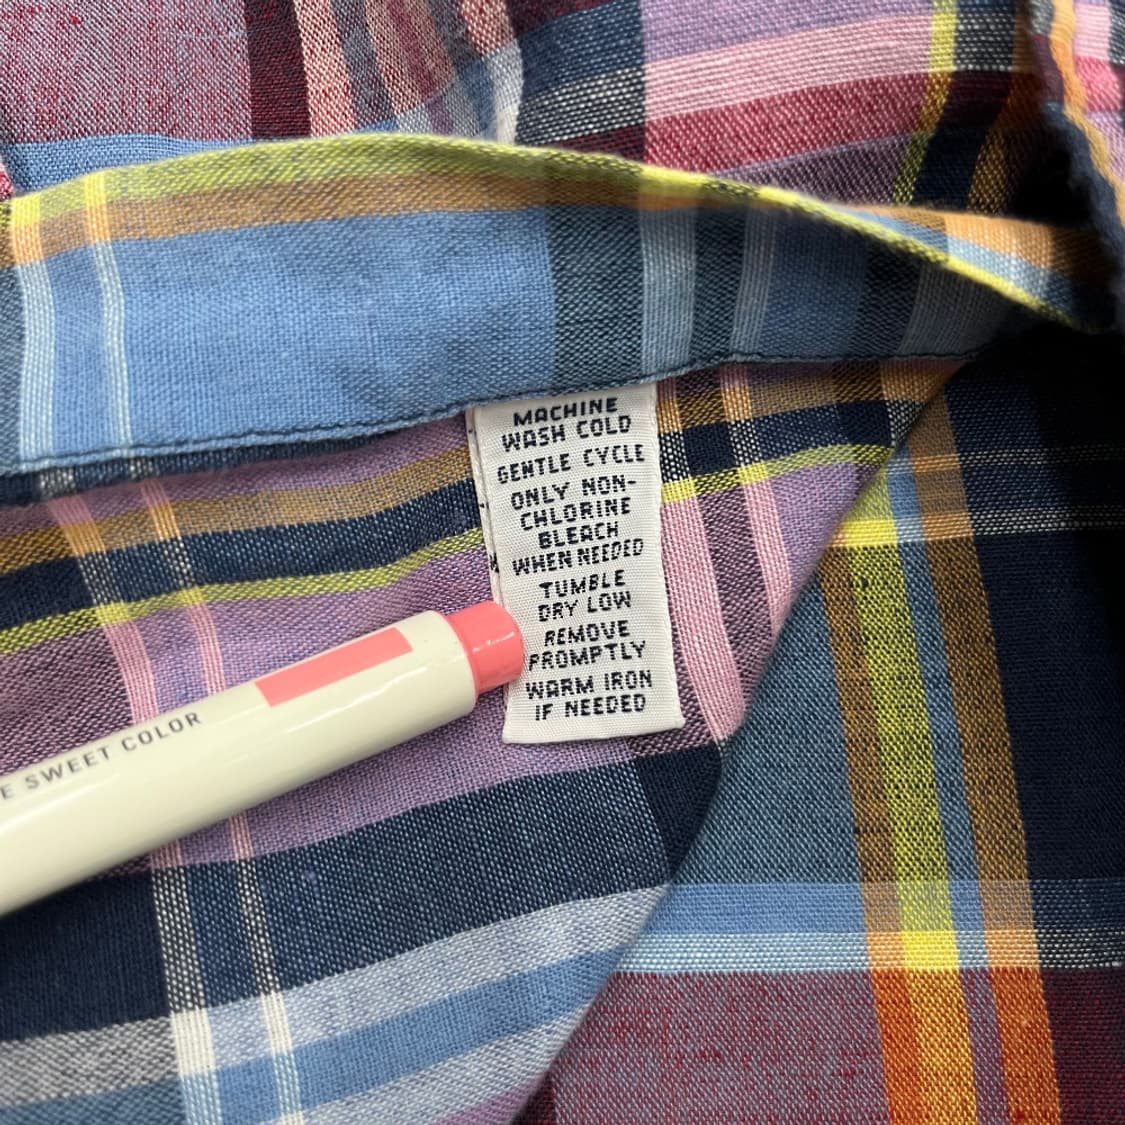 MACHINE
WASH COLD
GENTLE CYCLE
ONLY NON-
CHLORINE
BLEACH
WHEN NEEDED
TUMBLE
DRY LOW
REMOVE
PROMPTLY
WARM IRON
IF NEEDED
E SWEET COLOR